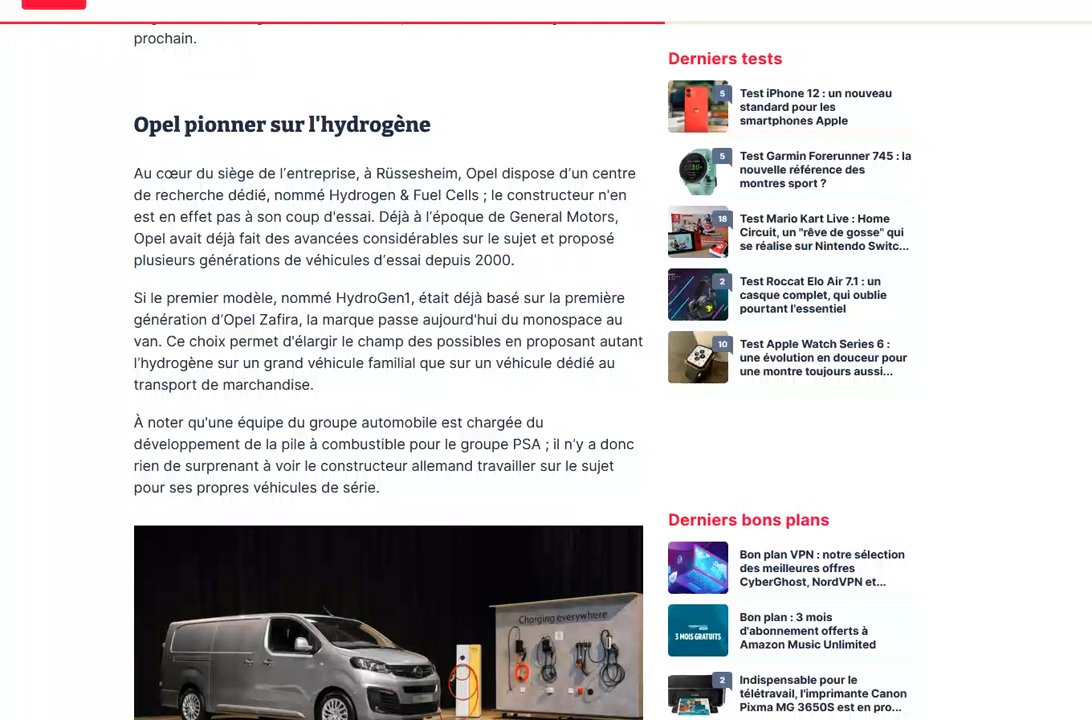 prochain.
Opel pionner sur l'hydrogène
Au cœur du siège de l'entreprise, à Rüssesheim, Opel dispose d'un centre
de recherche dédié, nommé Hydrogen & Fuel Cells ; le constructeur n'en
est en effet pas à son coup d'essai. Déjà à l'époque de General Motors,
Opel avait déjà fait des avancées considérables sur le sujet et proposé
plusieurs générations de véhicules d'essai depuis 2000.
Si le premier modèle, nommé HydroGen1, était déjà basé sur la première
génération d'Opel Zafira, la marque passe aujourd'hui du monospace au
van. Ce choix permet d'élargir le champ des possibles en proposant autant
l'hydrogène sur un grand véhicule familial que sur un véhicule dédié au
transport de marchandise.
À noter qu'une équipe du groupe automobile est chargée du
développement de la pile à combustible pour le groupe PSA ; il n'y a donc
rien de surprenant à voir le constructeur allemand travailler sur le sujet
pour ses propres véhicules de série.
Charging everywhere
Derniers tests
5
Test iPhone 12 : un nouveau
standard pour les
smartphones Apple
5
Test Garmin Forerunner 745 : la
nouvelle référence des
montres sport ?
18
Test Mario Kart Live : Home
Circuit, un "rêve de gosse" qui
se réalise sur Nintendo Switc...
2
Test Roccat Elo Air 7.1 : un
casque complet, qui oublie
pourtant l'essentiel
10
Test Apple Watch Series 6 :
une évolution en douceur pour
une montre toujours aussi...
Derniers bons plans
Bon plan VPN : notre sélection
des meilleures offres
CyberGhost, NordVPN et...
3 MOIS GRATUITS
Bon plan : 3 mois
d'abonnement offerts à
Amazon Music Unlimited
2
Indispensable pour le
télétravail, l'imprimante Canon
Pixma MG 3650S est en pro...